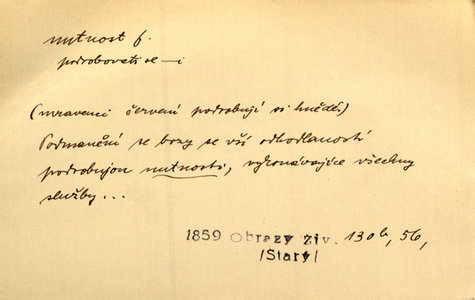 nutnost f.
podrobovati se —i
(mravenci červení podrobují si hnědé.)
Podmanění se brzy se vší odhodlaností
podrobujou nutnosti, vykonávajíce všechny
služby...
1859 Obrazy živ. 130b, 56,
/Starý/